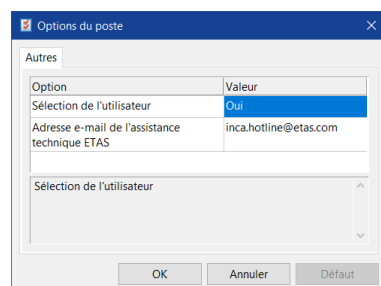 Options du poste
Autres
Option Valeur
Sélection de l'utilisateur Oui
Adresse e-mail de l'assistance inca.hotline@etas.com
technique ETAS
Sélection de l'utilisateur
OK Annuler Défaut